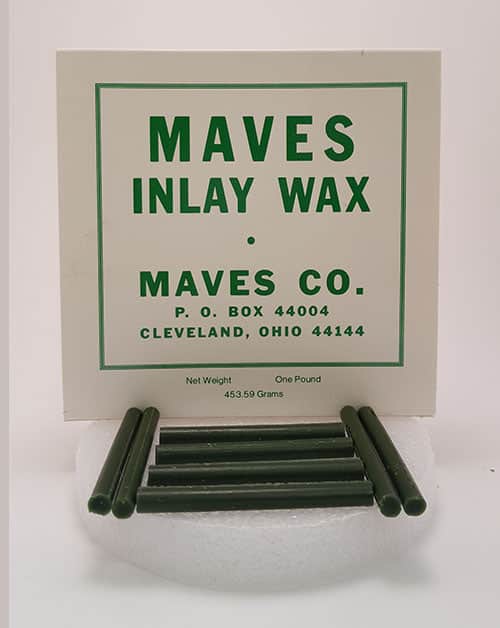 MAVES
INLAY WAX
•
MAVES CO.
P. O. BOX 44004
CLEVELAND, OHIO 44144
Net Weight One Pound
453.59 Grams